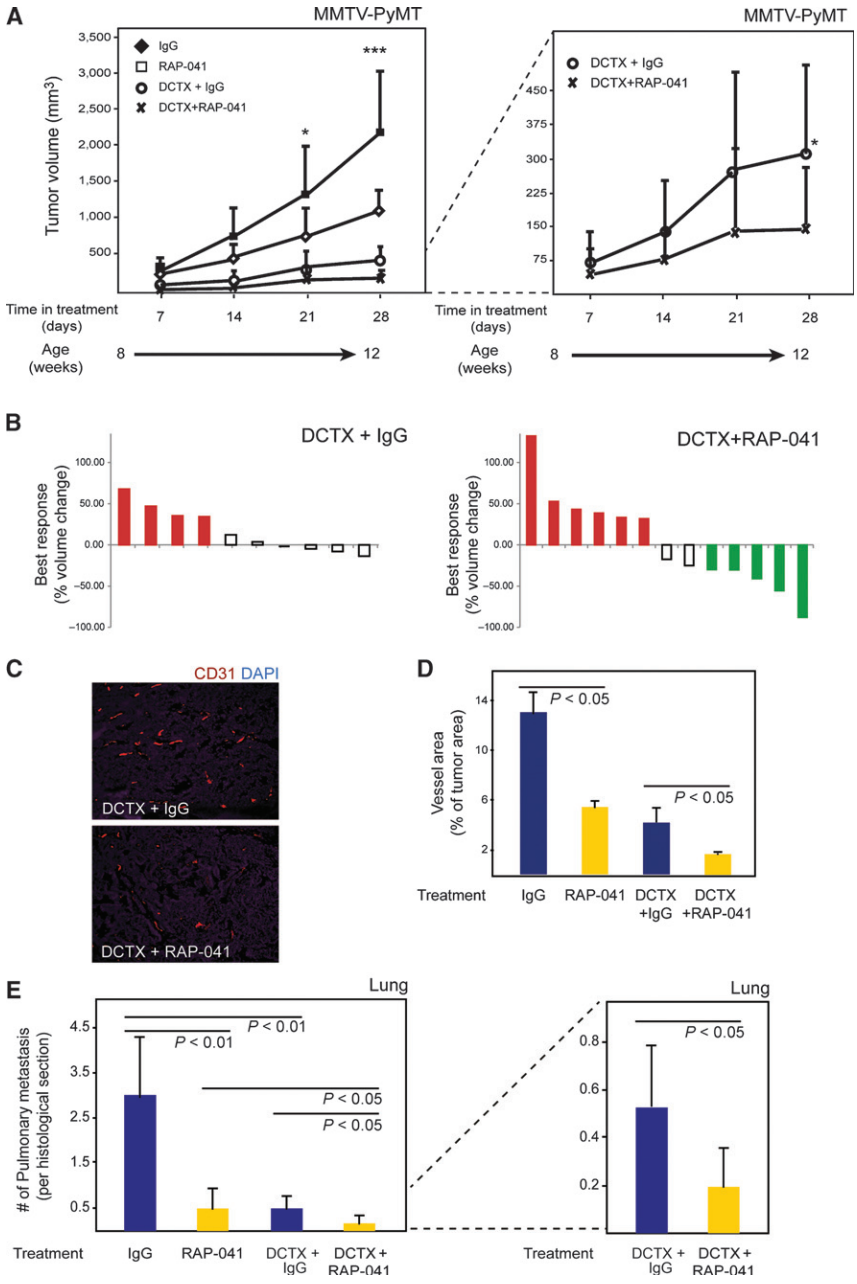 A
MMTV-PyMT
Tumor volume (mm³)
3,500
3,000
2,500
2,000
1,500
1,000
500
IgG
RAP-041
DCTX + IgG
DCTX+RAP-041
*
***
Time in treatment
(days)
7 14 21 28
Age
(weeks)
8 12
MMTV-PyMT
DCTX + IgG
DCTX+RAP-041
450
375
300
225
150
75
*
Time in treatment
(days)
7 14 21 28
Age
(weeks)
8 12
B
DCTX + IgG
Best response
(% volume change)
100.00
50.00
0.00
−50.00
−100.00
DCTX+RAP-041
Best response
(% volume change)
100.00
50.00
0.00
−50.00
−100.00
C
CD31 DAPI
DCTX + IgG
DCTX + RAP-041
D
Vessel area
(% of tumor area)
14
10
6
2
P < 0.05
P < 0.05
Treatment
IgG RAP-041 DCTX DCTX
+IgG +RAP-041
E
Lung
# of Pulmonary metastasis
(per histological section)
4.5
3.5
2.5
1.5
0.5
P < 0.01
P < 0.01
P < 0.05
P < 0.05
Treatment
IgG RAP-041 DCTX + DCTX +
IgG RAP-041
Lung
0.8
0.6
0.4
0.2
P < 0.05
Treatment
DCTX + DCTX +
IgG RAP-041